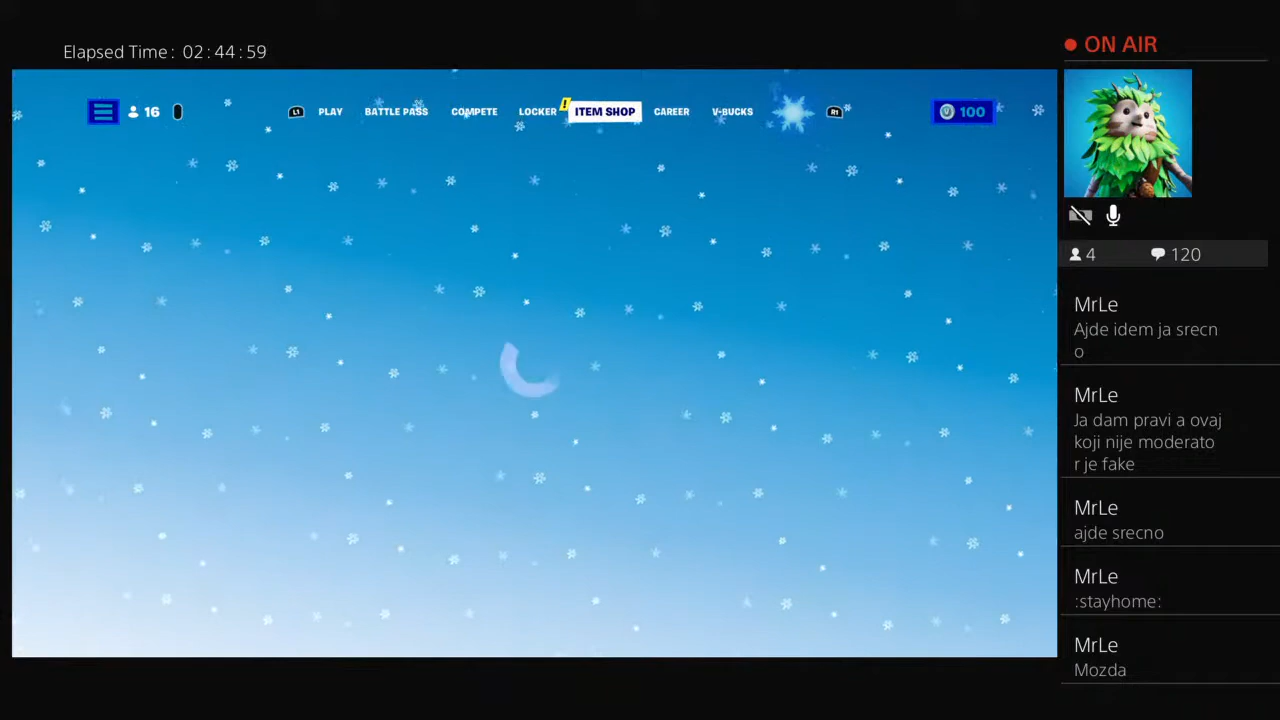 Elapsed Time: 02:44:59
ON AIR
16
L1 PLAY BATTLE PASS COMPETE LOCKER ! ITEM SHOP CAREER V-BUCKS R1
V 100
4 120
MrLe
Ajde idem ja srecn
o
MrLe
Ja dam pravi a ovaj
koji nije moderato
r je fake
MrLe
ajde srecno
MrLe
:stayhome:
MrLe
Mozda